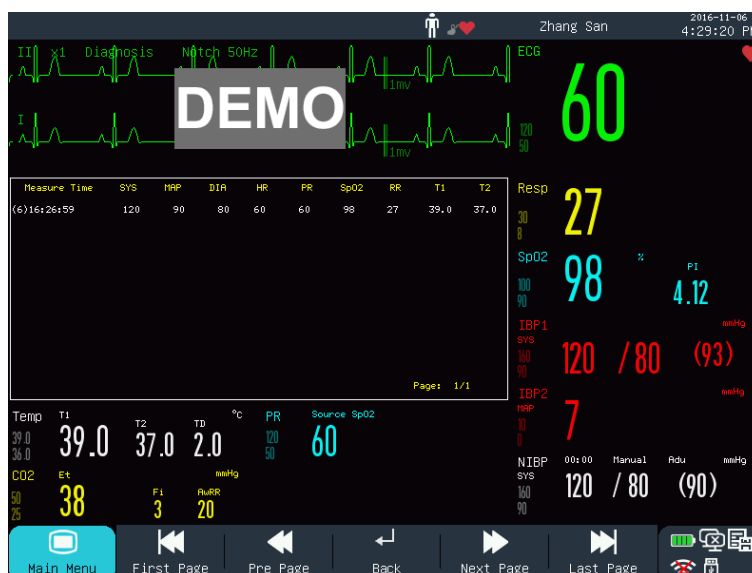 Zhang San
2016-11-06
4:29:20 P
II x1 Diagnosis Notch 50Hz
1mv
DEMO
I
1mv
ECG
60
120
50
Measure Time SYS MAP DIA HR PR SpO2 RR T1 T2
(6)16:26:59 120 90 80 60 60 98 27 39.0 37.0
Page: 1/1
Resp
27
30
8
SpO2
98
%
PI
4.12
100
90
IBP1
mmHg
SYS
160
90
120 / 80 (93)
IBP2
mmHg
MAP
10
0
7
Temp T1 T2 TD °C
39.0
36.0
39.0 37.0 2.0
PR Source SpO2
120
50
60
CO2 Et mmHg
50
25
38
Fi AwRR
3 20
NIBP 00:00 Manual Adu mmHg
SYS
160
90
120 / 80 (90)
Main Menu First Page Pre Page Back Next Page Last Page